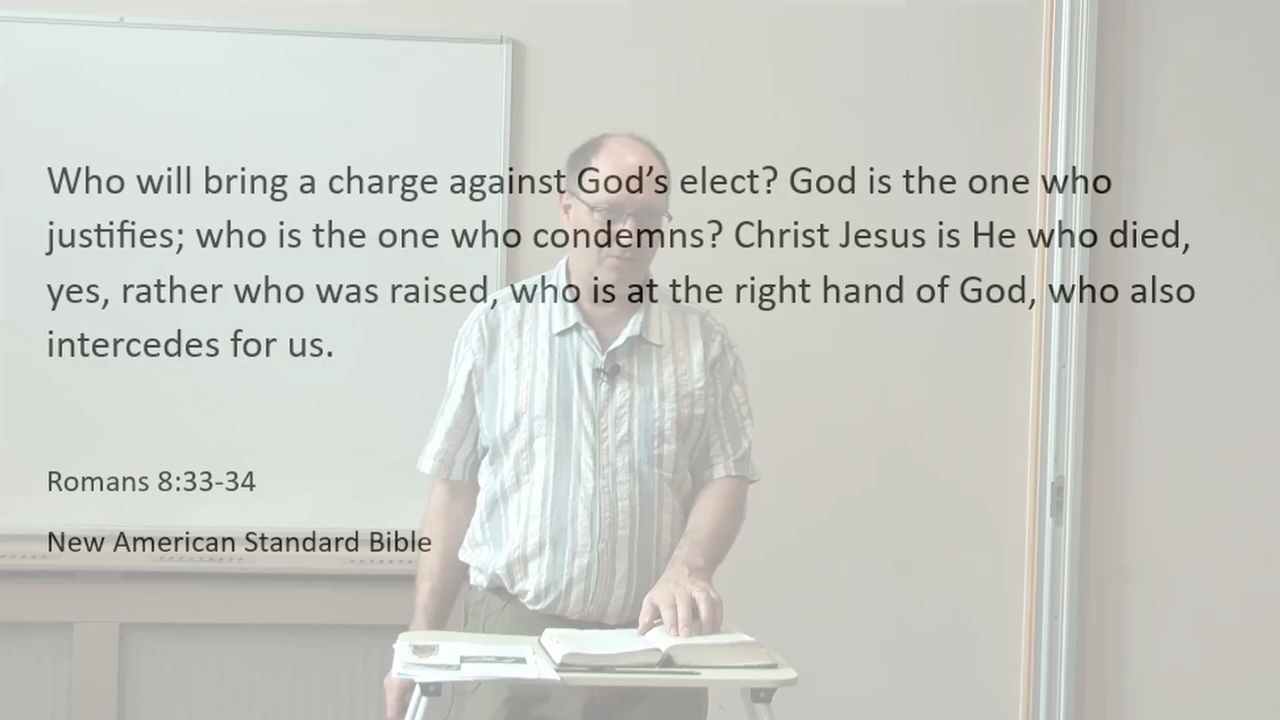 Who will bring a charge against God’s elect? God is the one who
justifies; who is the one who condemns? Christ Jesus is He who died,
yes, rather who was raised, who is at the right hand of God, who also
intercedes for us.
Romans 8:33-34
New American Standard Bible